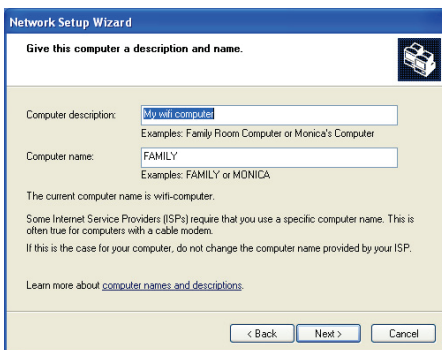 Network Setup Wizard
Give this computer a description and name.
Computer description: My wifi computer
Examples: Family Room Computer or Monica's Computer
Computer name: FAMILY
Examples: FAMILY or MONICA
The current computer name is wifi-computer.
Some Internet Service Providers (ISPs) require that you use a specific computer name. This is
often true for computers with a cable modem.
If this is the case for your computer, do not change the computer name provided by your ISP.
Learn more about computer names and descriptions.
< Back Next > Cancel